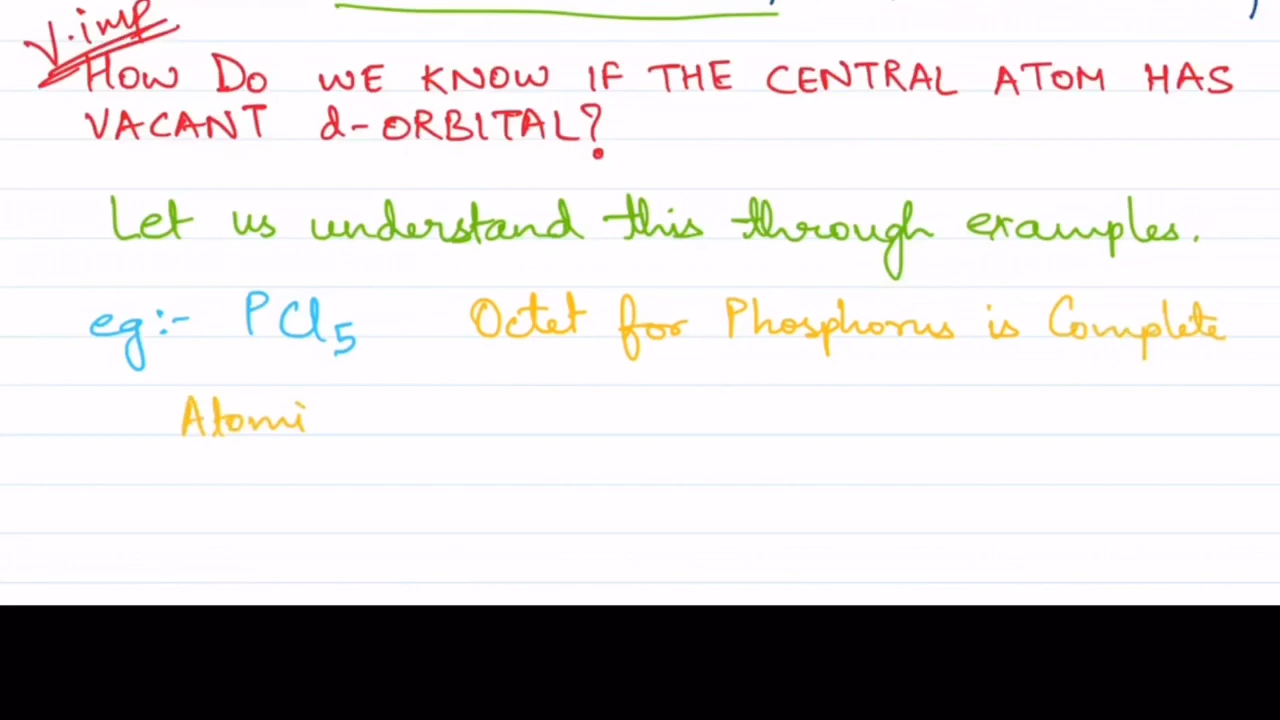 V.imp
HOW DO WE KNOW IF THE CENTRAL ATOM HAS
VACANT d-ORBITAL?
Let us understand this through examples.
eg:- PCl5 Octet for Phosphorus is Complete
Atomi